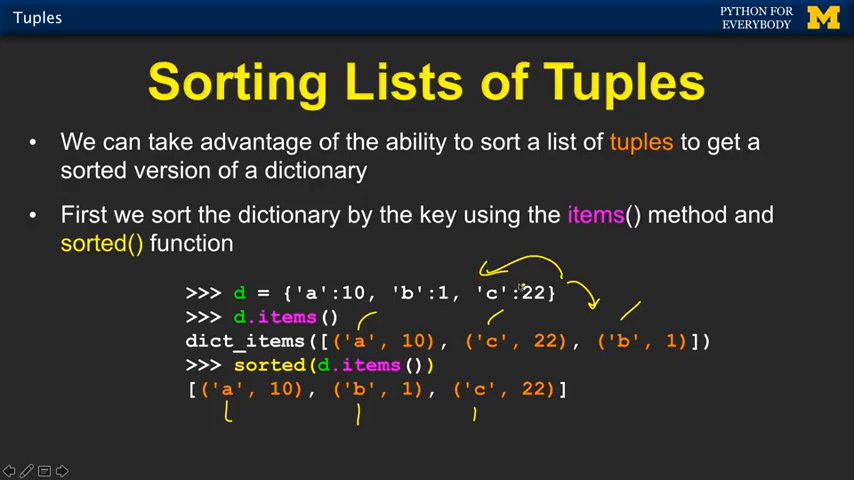 Tuples
PYTHON FOR
EVERYBODY
M
Sorting Lists of Tuples
• We can take advantage of the ability to sort a list of tuples to get a
sorted version of a dictionary
• First we sort the dictionary by the key using the items() method and
sorted() function
>>> d = {'a':10, 'b':1, 'c':22}
>>> d.items()
dict_items([('a', 10), ('c', 22), ('b', 1)])
>>> sorted(d.items())
[('a', 10), ('b', 1), ('c', 22)]